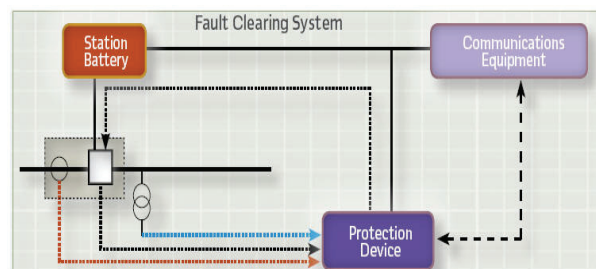 Fault Clearing System
Station
Battery
Communications
Equipment
Protection
Device